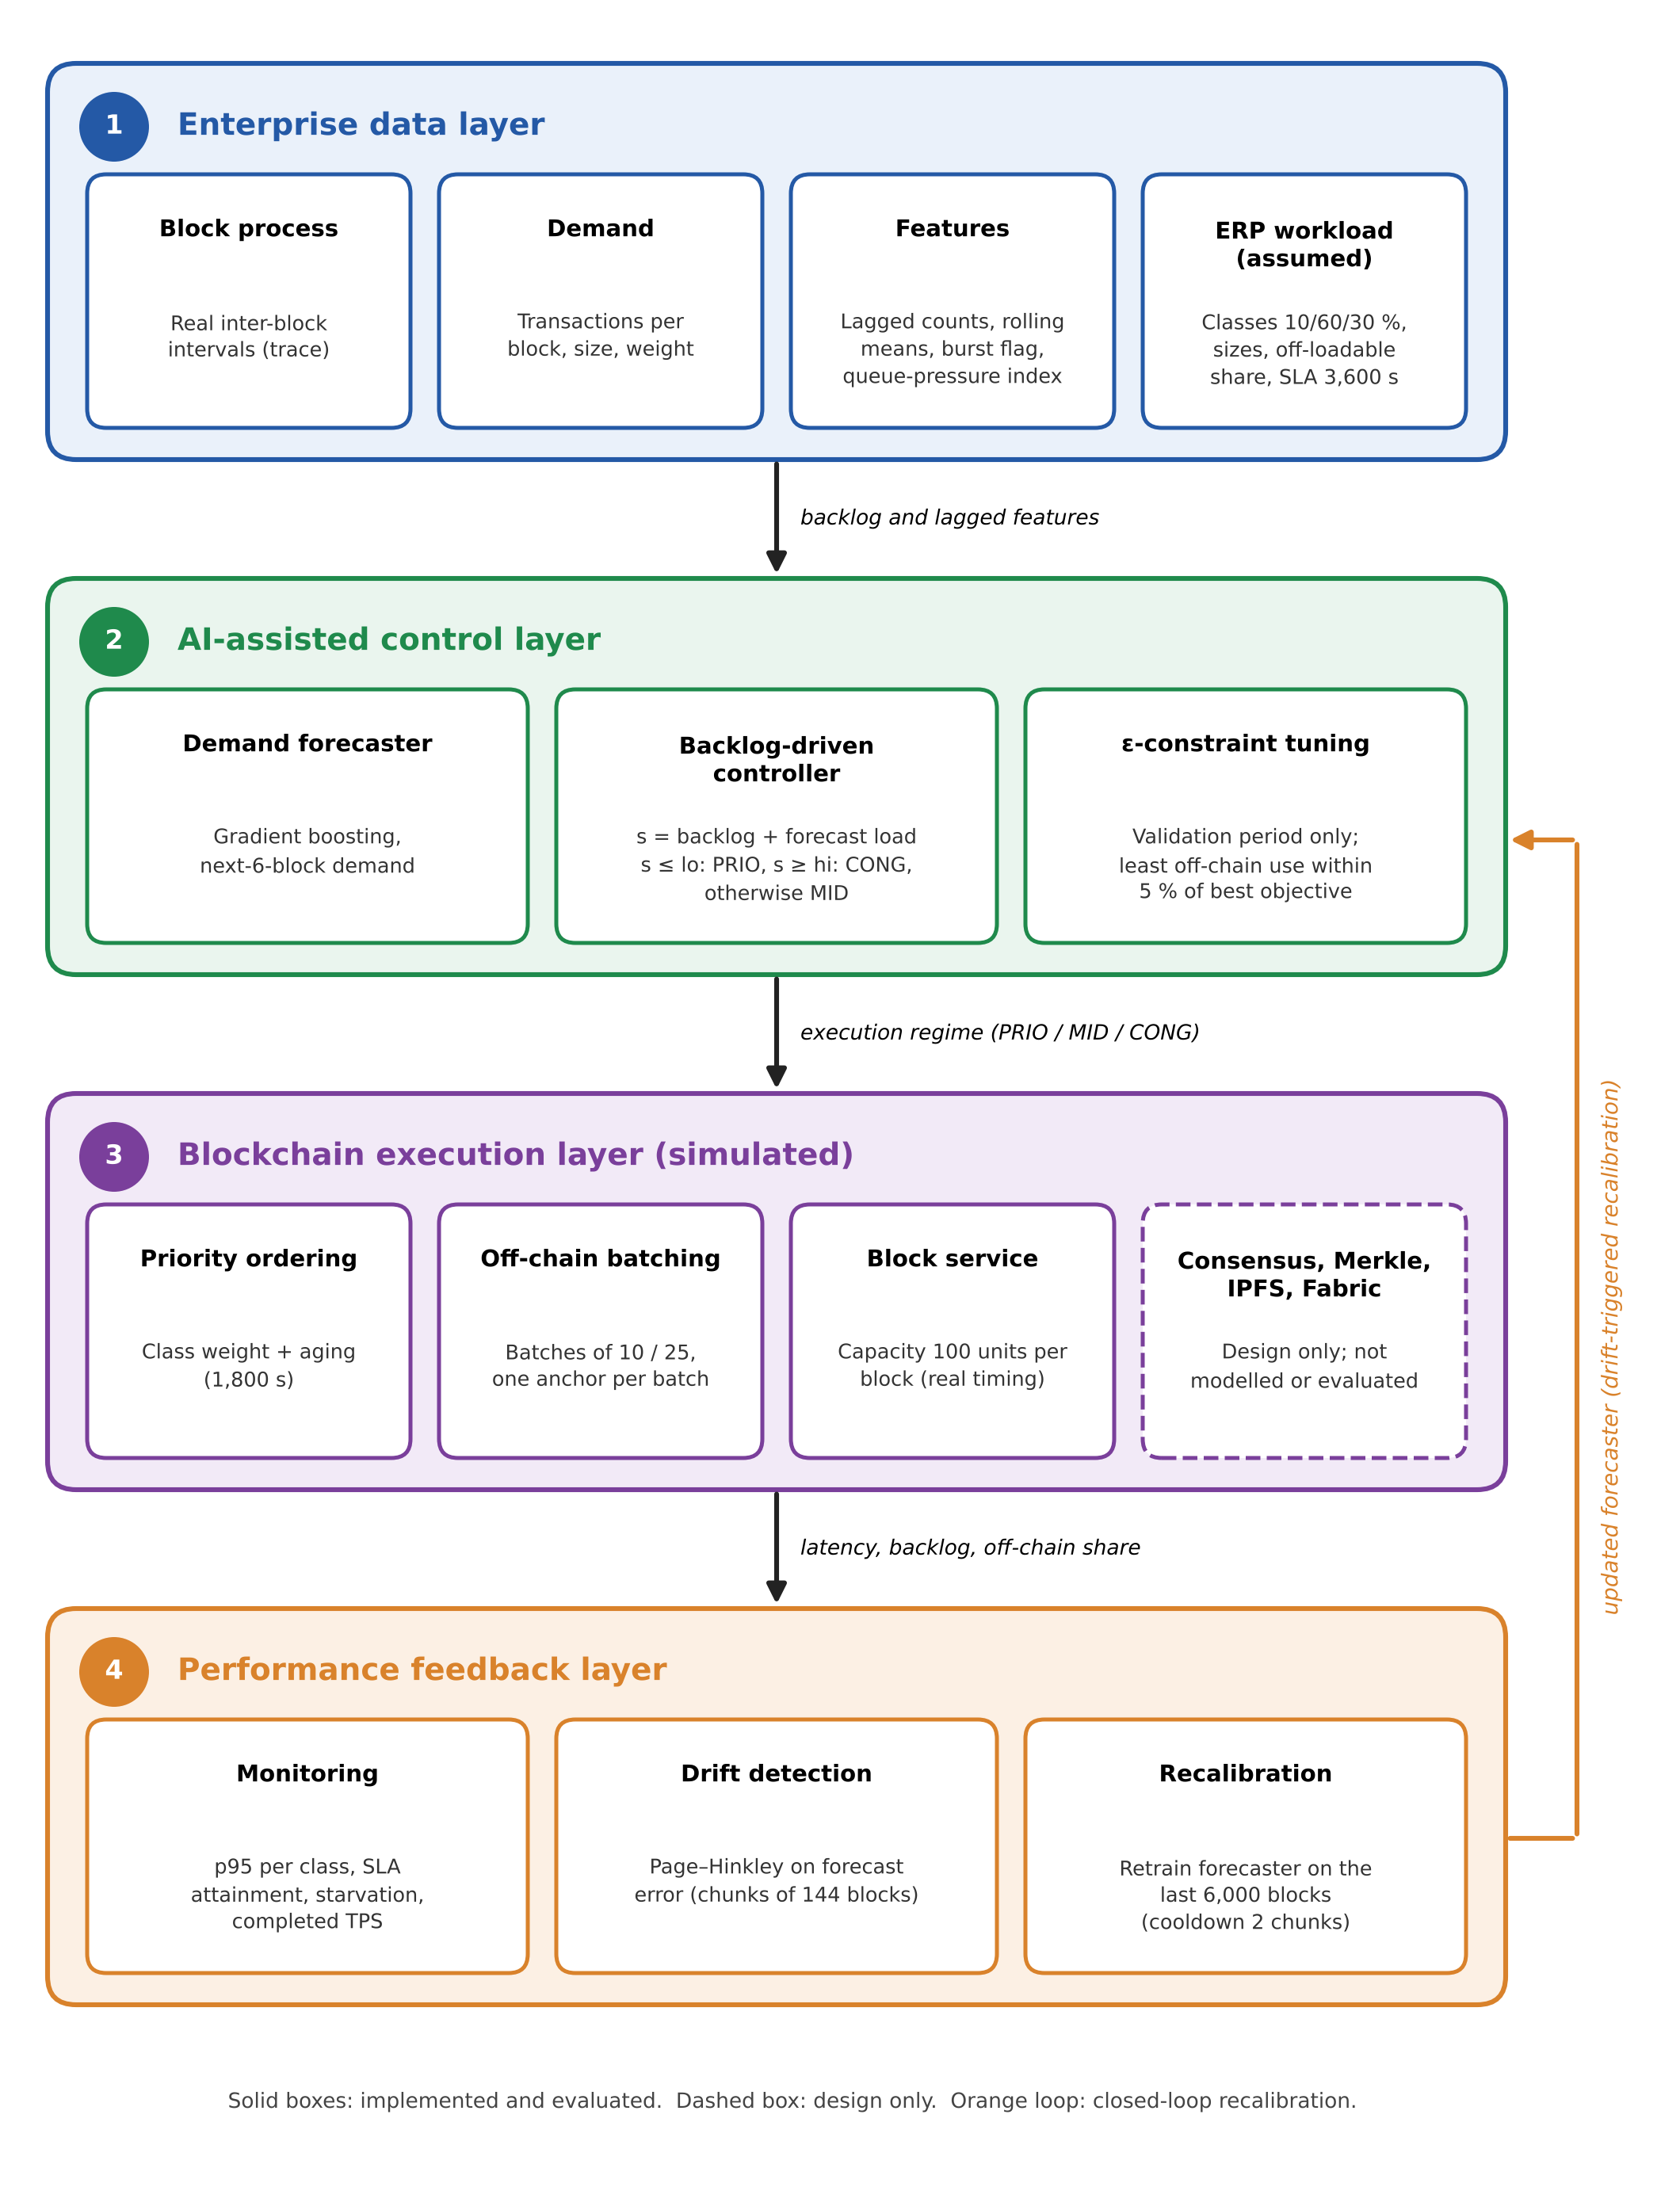 1
Enterprise data layer
Block process
Real inter-block
intervals (trace)
Demand
Transactions per
block, size, weight
Features
Lagged counts, rolling
means, burst flag,
queue-pressure index
ERP workload
(assumed)
Classes 10/60/30 %,
sizes, off-loadable
share, SLA 3,600 s
backlog and lagged features
2
AI-assisted control layer
Demand forecaster
Gradient boosting,
next-6-block demand
Backlog-driven
controller
s = backlog + forecast load
s ≤ lo: PRIO, s ≥ hi: CONG,
otherwise MID
ε-constraint tuning
Validation period only;
least off-chain use within
5 % of best objective
execution regime (PRIO / MID / CONG)
3
Blockchain execution layer (simulated)
Priority ordering
Class weight + aging
(1,800 s)
Off-chain batching
Batches of 10 / 25,
one anchor per batch
Block service
Capacity 100 units per
block (real timing)
Consensus, Merkle,
IPFS, Fabric
Design only; not
modelled or evaluated
latency, backlog, off-chain share
4
Performance feedback layer
Monitoring
p95 per class, SLA
attainment, starvation,
completed TPS
Drift detection
Page–Hinkley on forecast
error (chunks of 144 blocks)
Recalibration
Retrain forecaster on the
last 6,000 blocks
(cooldown 2 chunks)
updated forecaster (drift-triggered recalibration)
Solid boxes: implemented and evaluated.  Dashed box: design only.  Orange loop: closed-loop recalibration.